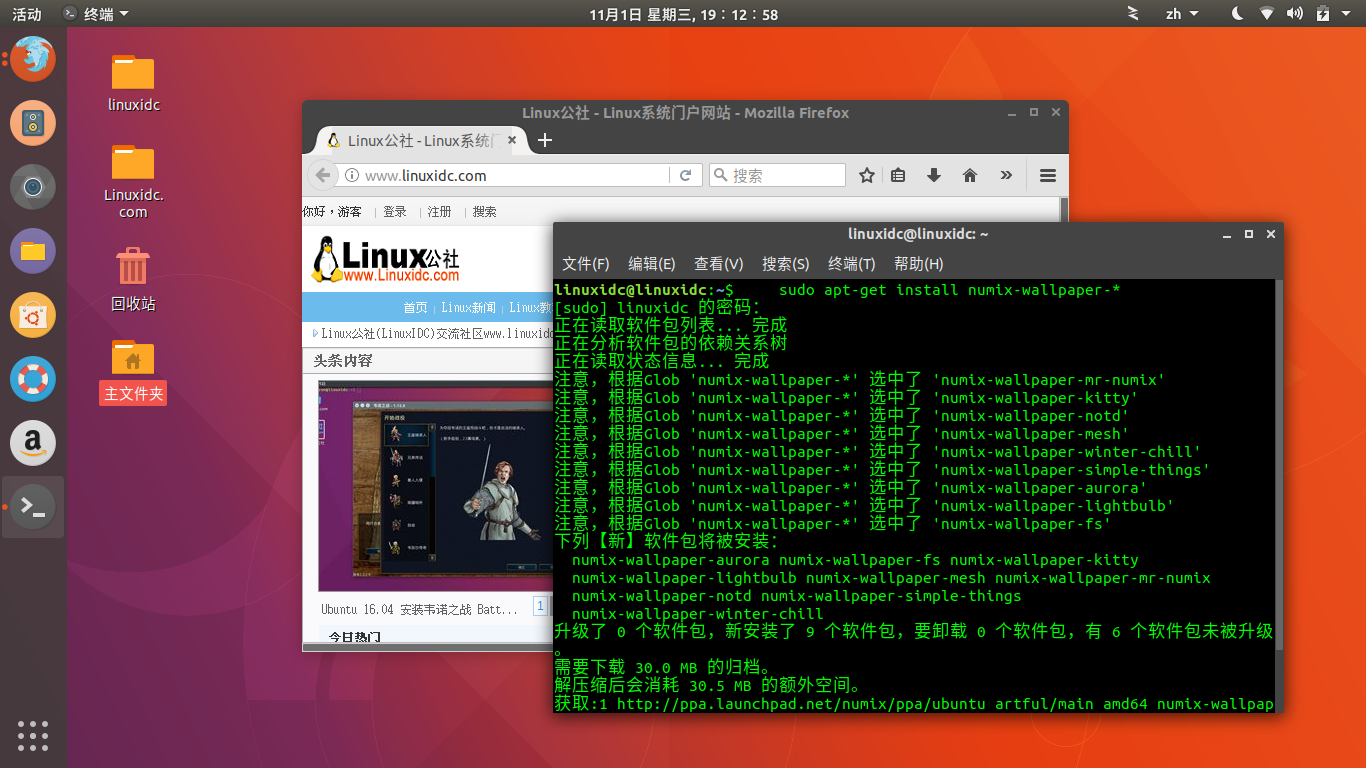 活动
终端
11月1日 星期三, 19：12：58
zh
linuxidc
Linuxidc.
com
回收站
主文件夹
Linux公社 - Linux系统门户网站 - Mozilla Firefox
Linux公社 - Linux系统门
www.linuxidc.com
搜索
你好，游客
登录
注册
搜索
Linux公社
www.Linuxidc.com
首页 | Linux新闻 | Linux教
Linux公社(LinuxIDC)交流社区www.linuxidc
头条内容
Ubuntu 16.04 安装韦诺之战 Batt...
1
今日热门
linuxidc@linuxidc: ~
文件(F) 编辑(E) 查看(V) 搜索(S) 终端(T) 帮助(H)
linuxidc@linuxidc:~$ sudo apt-get install numix-wallpaper-*
[sudo] linuxidc 的密码：
正在读取软件包列表... 完成
正在分析软件包的依赖关系树
正在读取状态信息... 完成
注意，根据Glob 'numix-wallpaper-*' 选中了 'numix-wallpaper-mr-numix'
注意，根据Glob 'numix-wallpaper-*' 选中了 'numix-wallpaper-kitty'
注意，根据Glob 'numix-wallpaper-*' 选中了 'numix-wallpaper-notd'
注意，根据Glob 'numix-wallpaper-*' 选中了 'numix-wallpaper-mesh'
注意，根据Glob 'numix-wallpaper-*' 选中了 'numix-wallpaper-winter-chill'
注意，根据Glob 'numix-wallpaper-*' 选中了 'numix-wallpaper-simple-things'
注意，根据Glob 'numix-wallpaper-*' 选中了 'numix-wallpaper-aurora'
注意，根据Glob 'numix-wallpaper-*' 选中了 'numix-wallpaper-lightbulb'
注意，根据Glob 'numix-wallpaper-*' 选中了 'numix-wallpaper-fs'
下列【新】软件包将被安装：
numix-wallpaper-aurora numix-wallpaper-fs numix-wallpaper-kitty
numix-wallpaper-lightbulb numix-wallpaper-mesh numix-wallpaper-mr-numix
numix-wallpaper-notd numix-wallpaper-simple-things
numix-wallpaper-winter-chill
升级了 0 个软件包，新安装了 9 个软件包，要卸载 0 个软件包，有 6 个软件包未被升级
。
需要下载 30.0 MB 的归档。
解压缩后会消耗 30.5 MB 的额外空间。
获取:1 http://ppa.launchpad.net/numix/ppa/ubuntu artful/main amd64 numix-wallpap